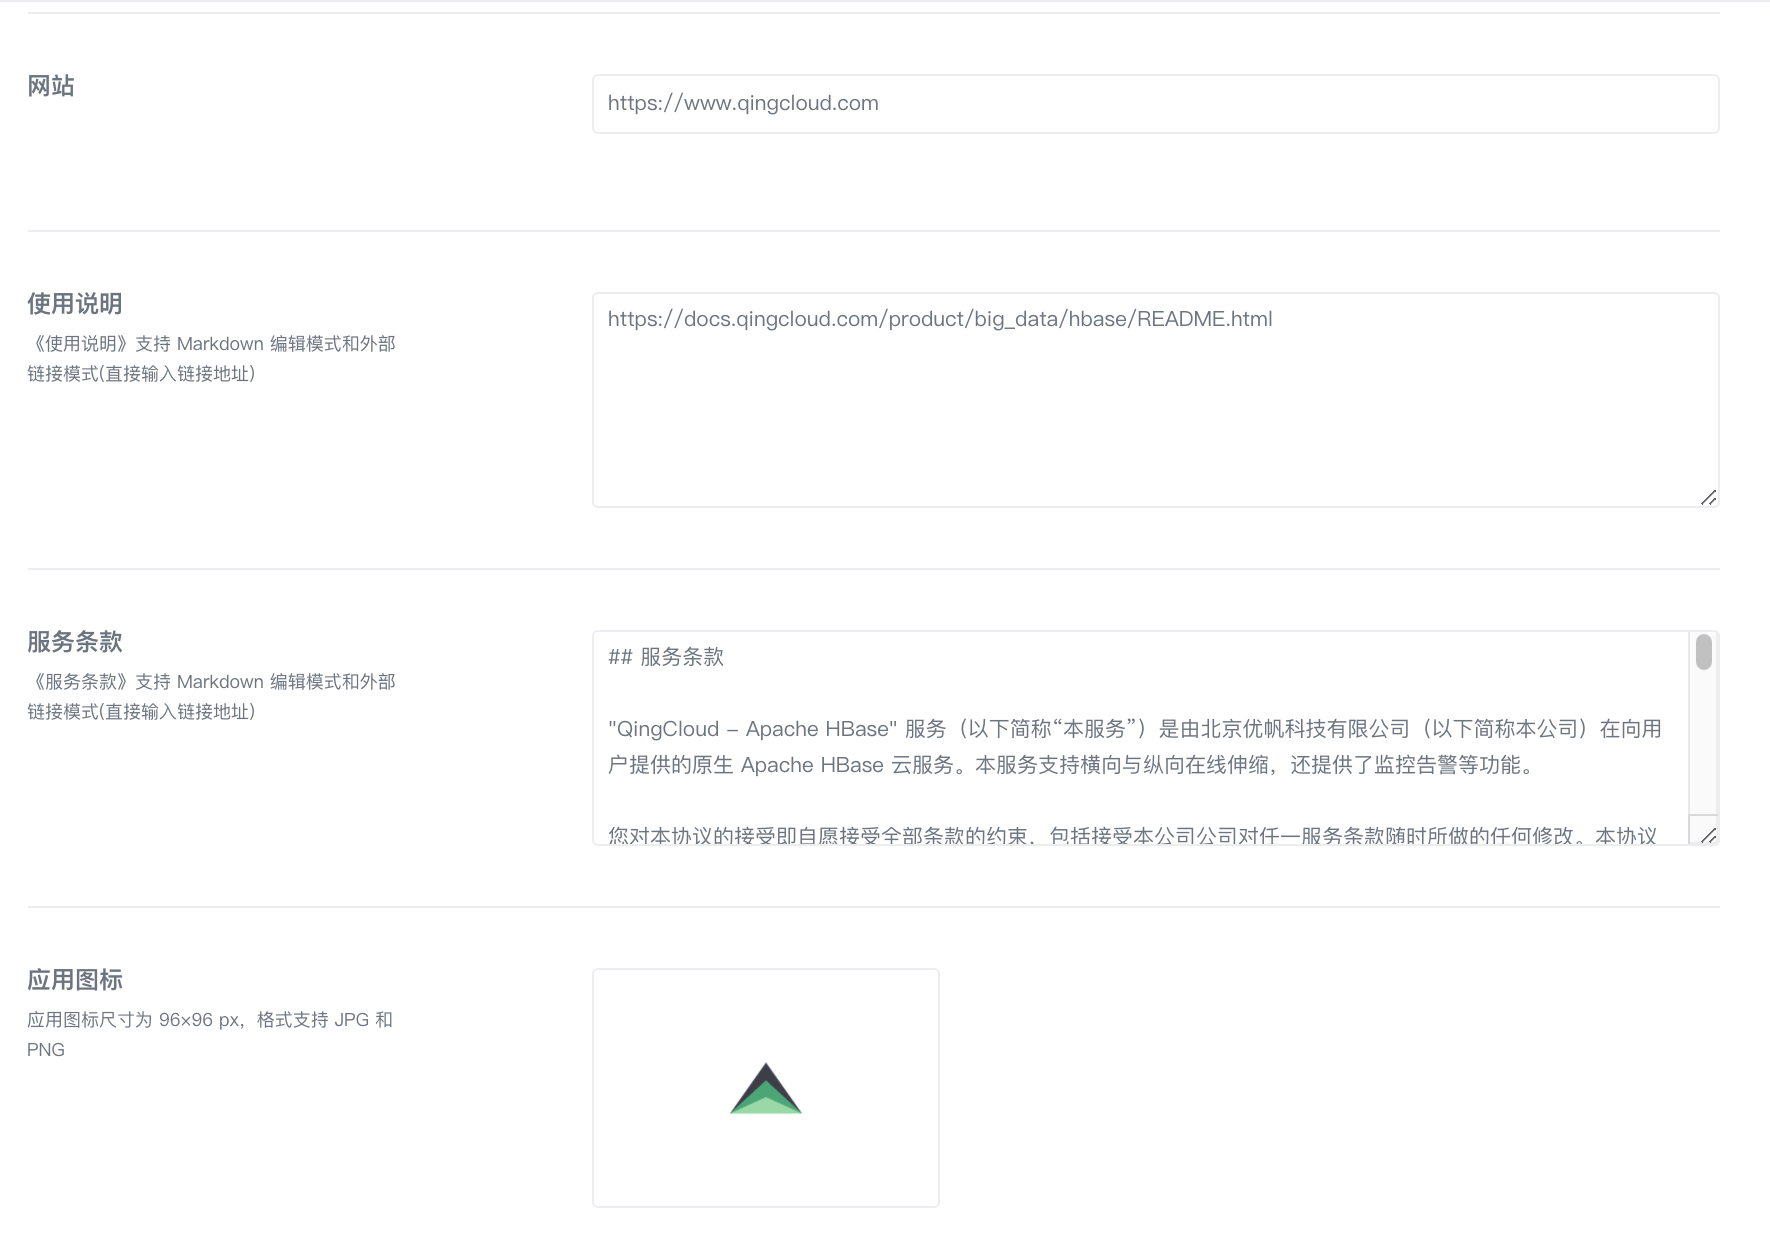 网站
https://www.qingcloud.com
使用说明
《使用说明》支持 Markdown 编辑模式和外部
链接模式(直接输入链接地址)
https://docs.qingcloud.com/product/big_data/hbase/README.html
服务条款
《服务条款》支持 Markdown 编辑模式和外部
链接模式(直接输入链接地址)
## 服务条款
"QingCloud – Apache HBase" 服务（以下简称“本服务”）是由北京优帆科技有限公司（以下简称本公司）在向用
户提供的原生 Apache HBase 云服务。本服务支持横向与纵向在线伸缩，还提供了监控告警等功能。
您对本协议的接受即自愿接受全部条款的约束，包括接受本公司公司对任一服务条款随时所做的任何修改。本协议
应用图标
应用图标尺寸为 96×96 px，格式支持 JPG 和
PNG